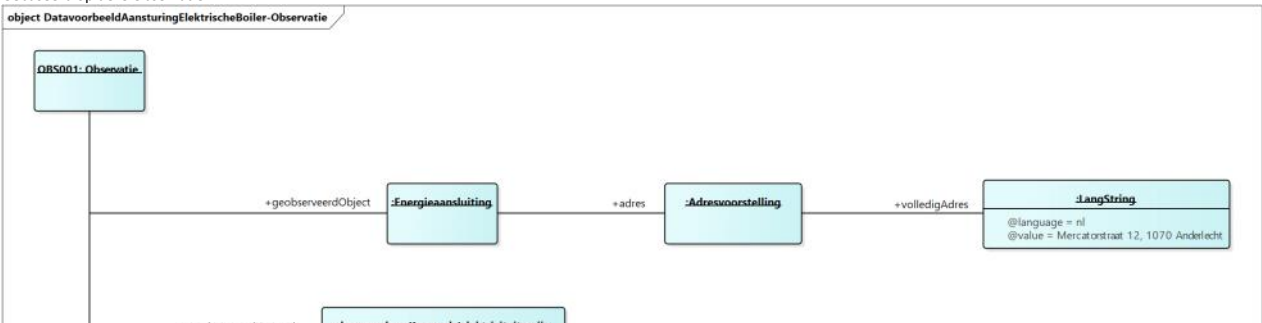 object DatavoorbeeldAansturingElektrischeBoiler-Observatie
OBS001: Observatie
+geobserveerdObject
:Energieaansluiting
+adres
:Adresvoorstelling
+volledigAdres
:LangString
@language = nl
@value = Mercatorstraat 12, 1070 Anderlecht